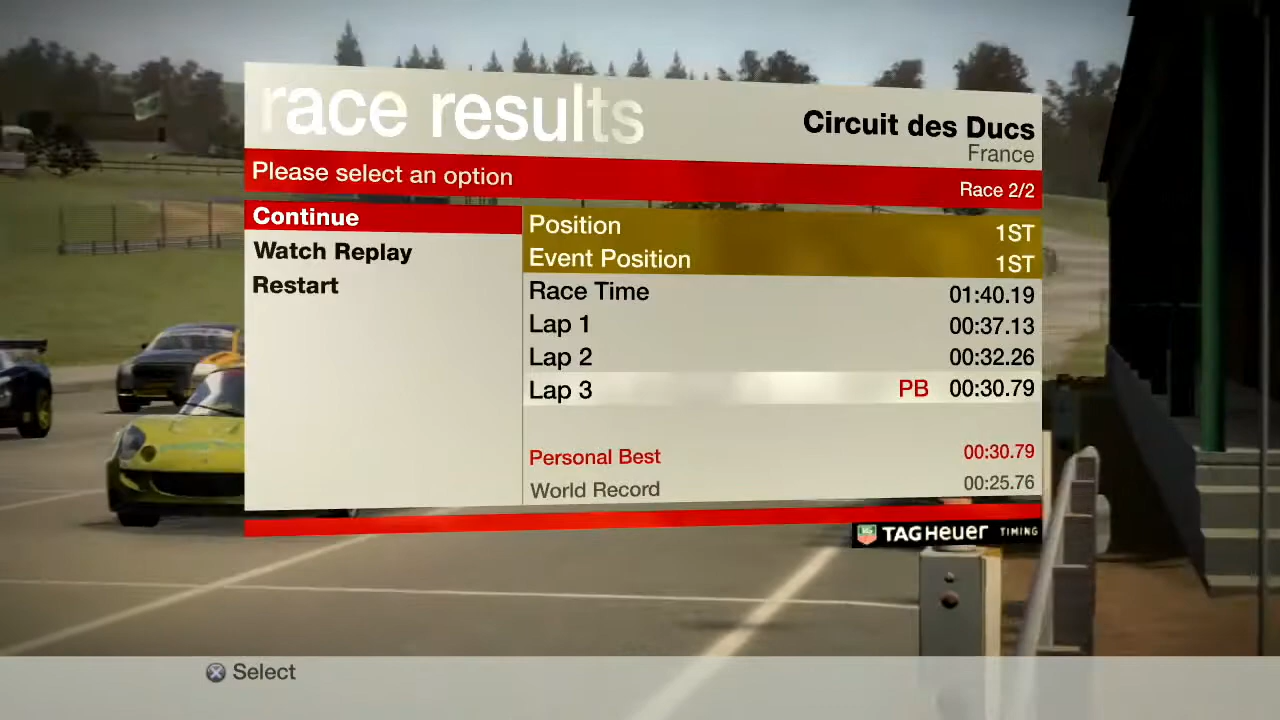 race results
Circuit des Ducs
France
Please select an option
Race 2/2
Continue
Watch Replay
Restart
Position 1ST
Event Position 1ST
Race Time 01:40.19
Lap 1 00:37.13
Lap 2 00:32.26
Lap 3 PB 00:30.79
Personal Best 00:30.79
World Record 00:25.76
TAG HEUER TIMING
Select